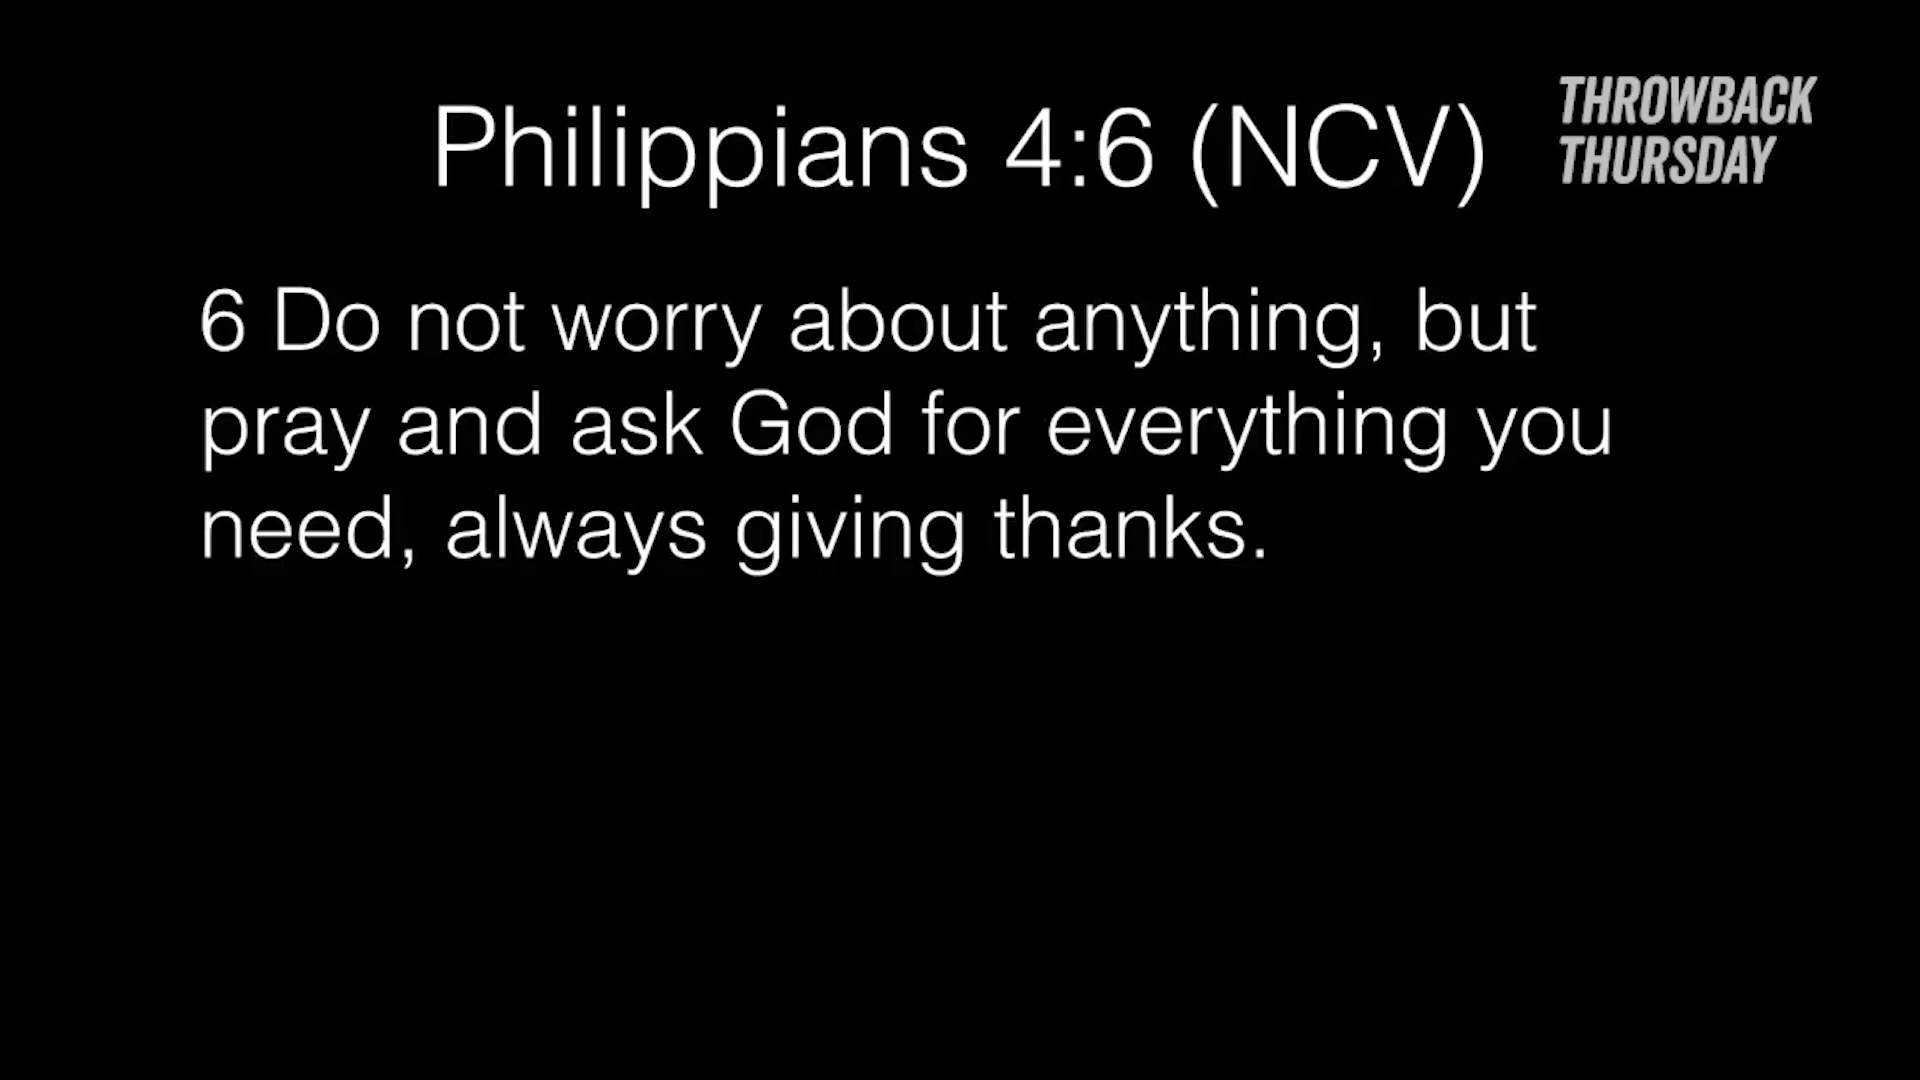 Philippians 4:6 (NCV)
THROWBACK
THURSDAY
6 Do not worry about anything, but
pray and ask God for everything you
need, always giving thanks.